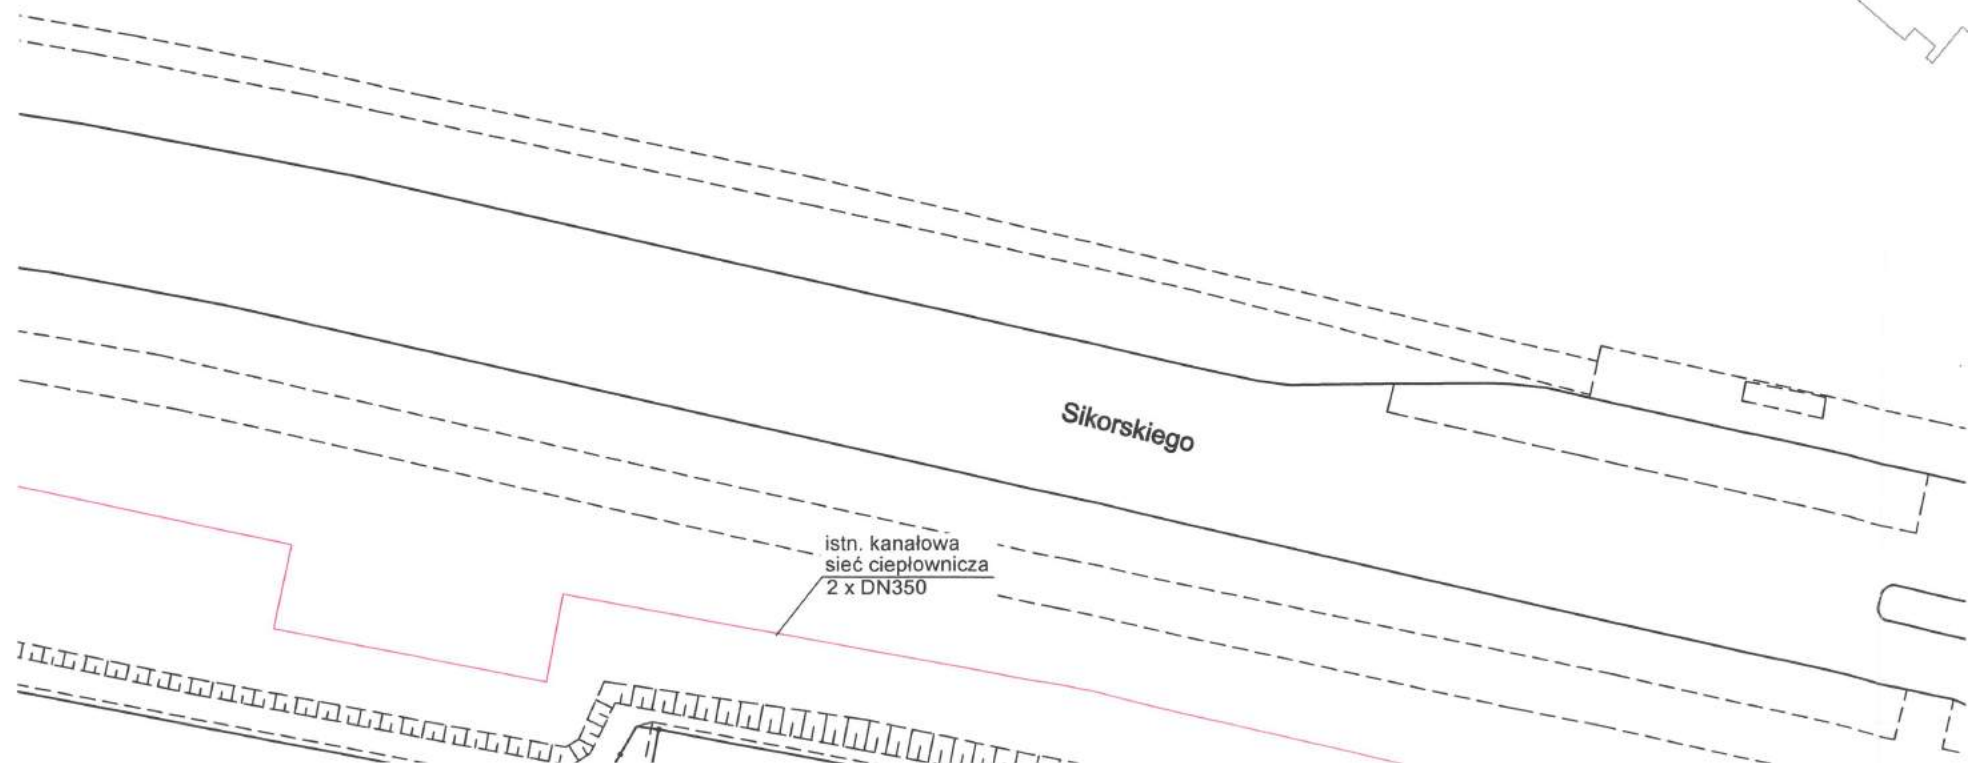 Sikorskiego
istn. kanałowa
sieć ciepłownicza
2 x DN350